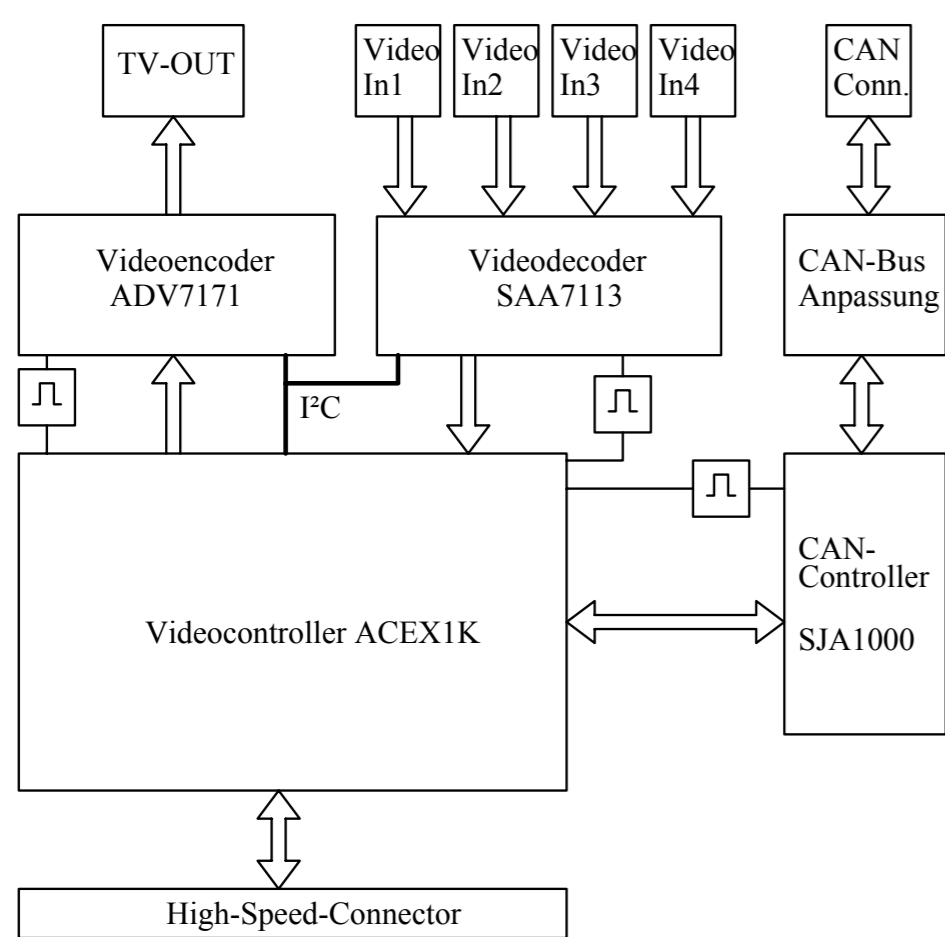 TV-OUT
Video
In1
Video
In2
Video
In3
Video
In4
CAN
Conn.
Videoencoder
ADV7171
Videodecoder
SAA7113
CAN-Bus
Anpassung
I²C
CAN-
Controller
SJA1000
Videocontroller ACEX1K
High-Speed-Connector